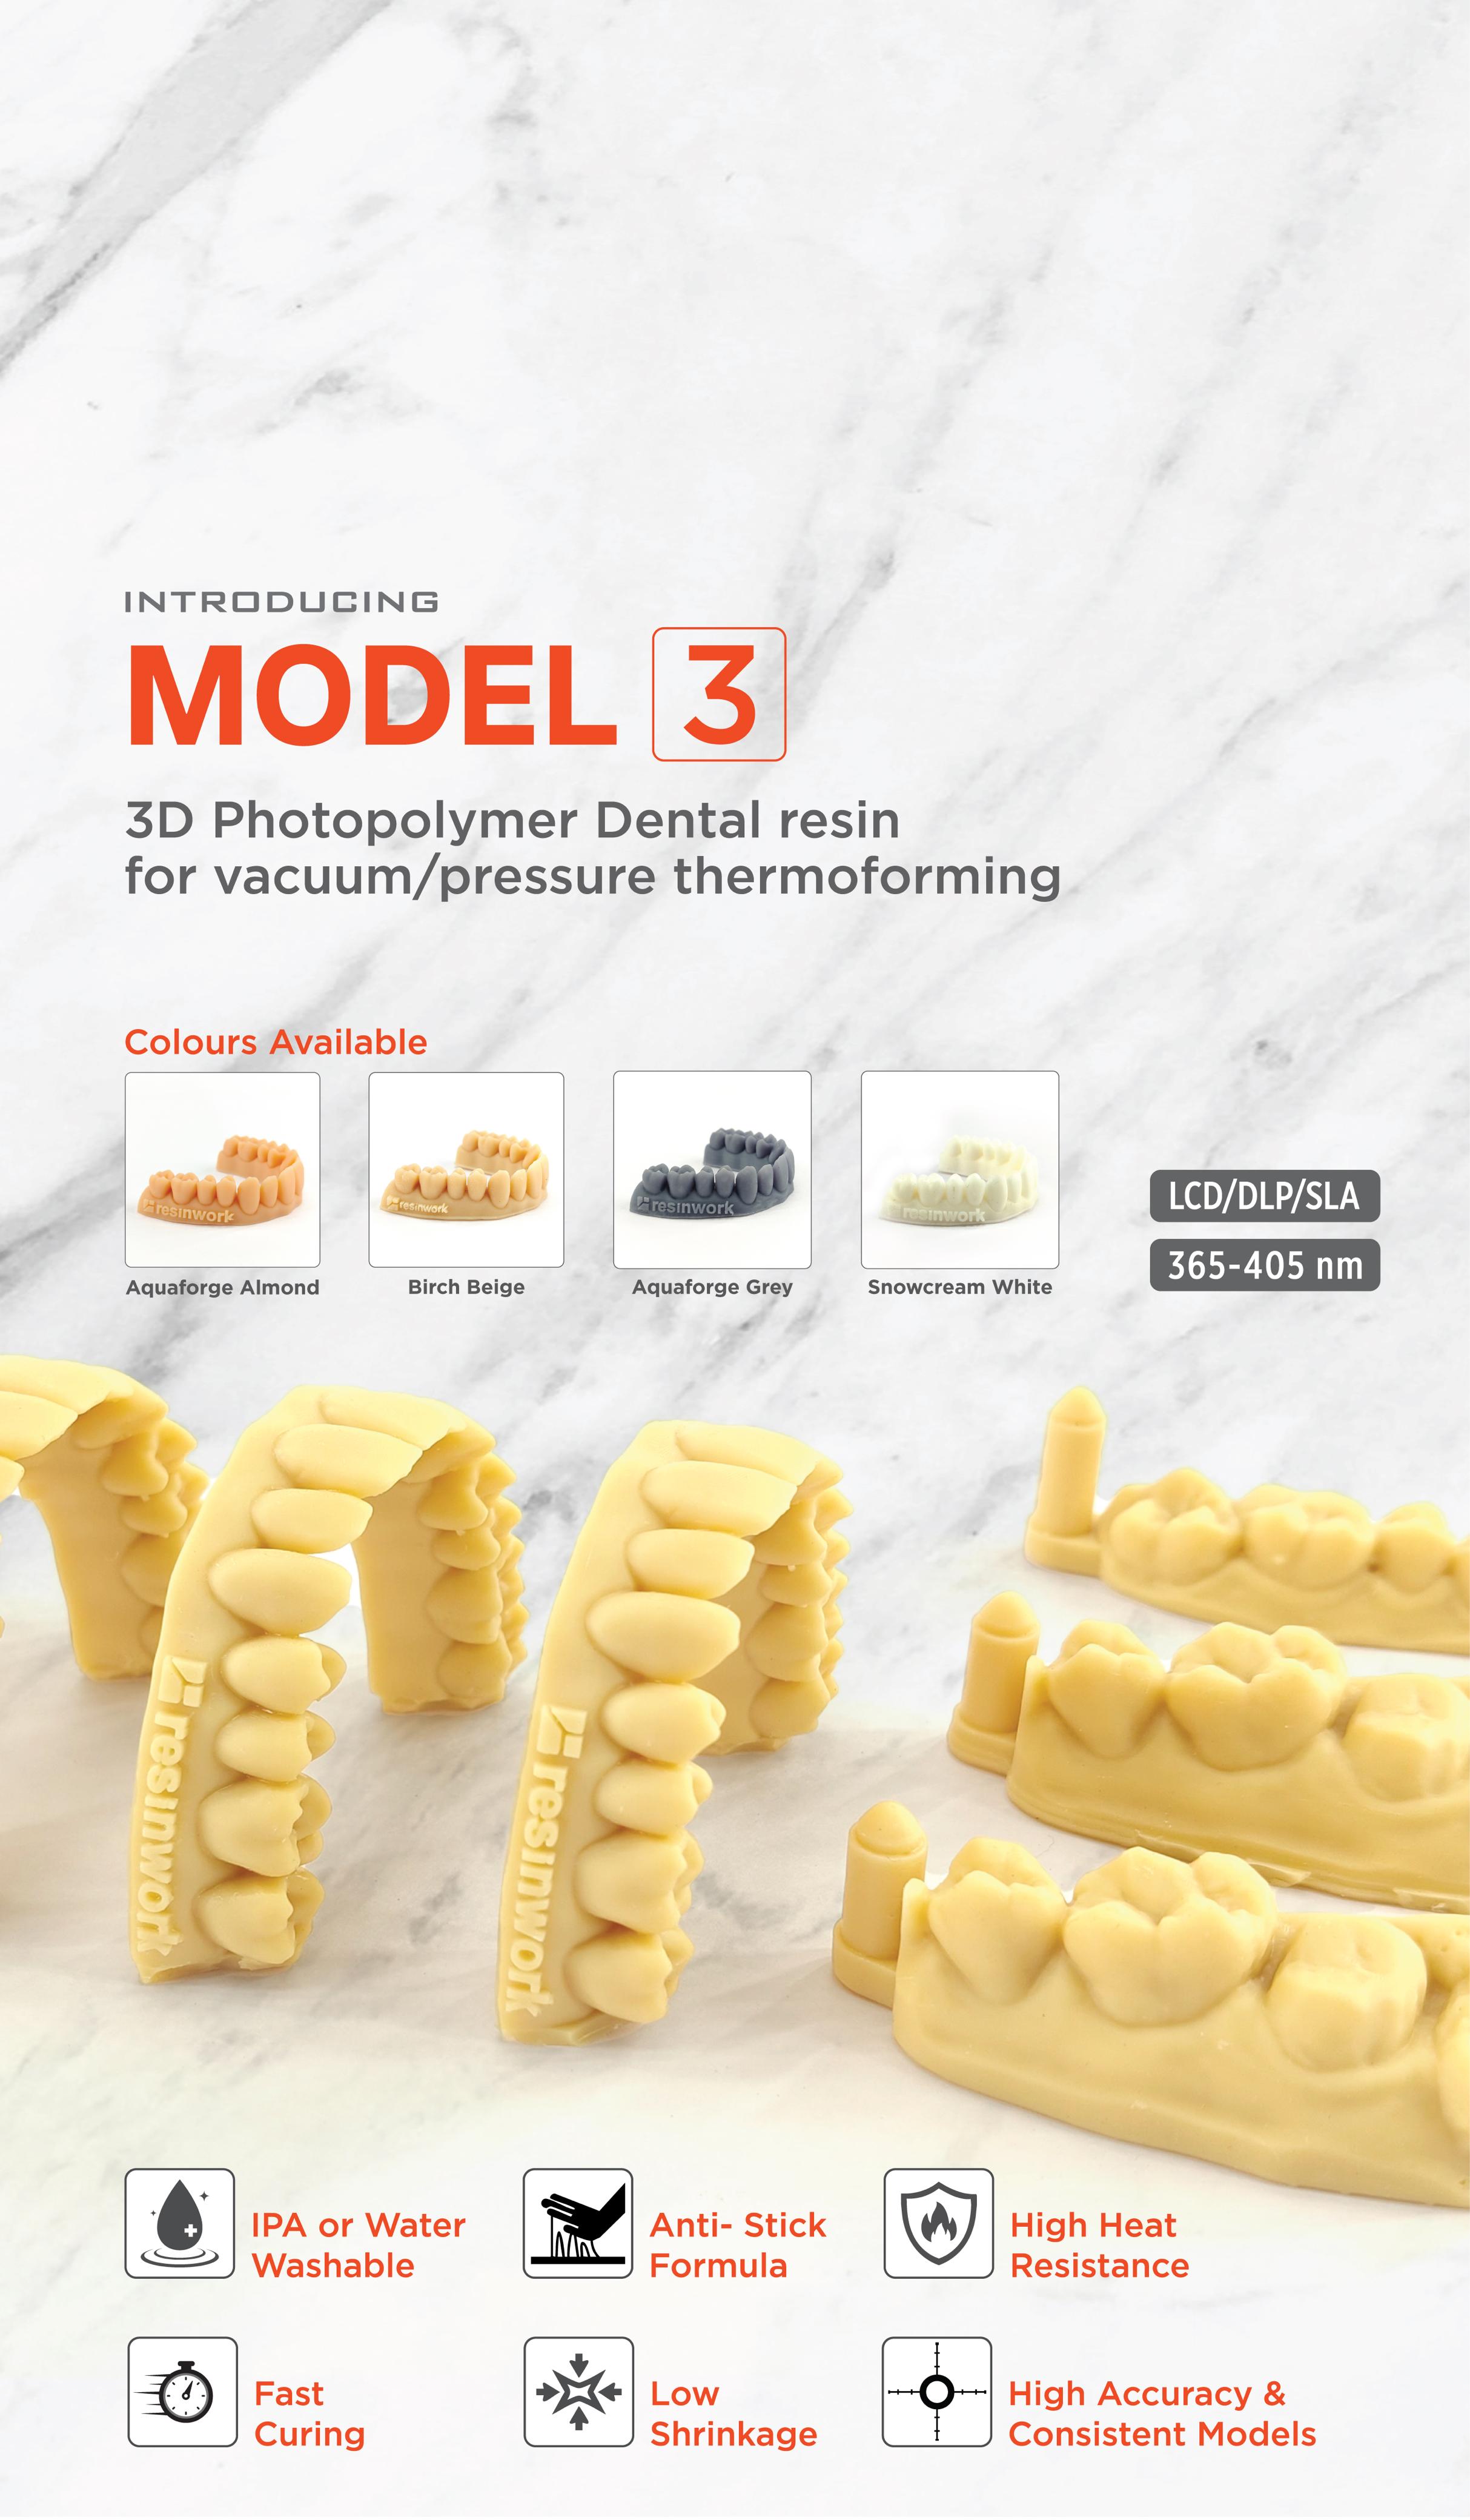 INTRODUCING
MODEL 3
3D Photopolymer Dental resin
for vacuum/pressure thermoforming
Colours Available
resinwork
resinwork
resinwork
resinwork
Aquaforge Almond
Birch Beige
Aquaforge Grey
Snowcream White
LCD/DLP/SLA
365-405 nm
resinwork
resinwork
IPA or Water
Washable
Anti- Stick
Formula
High Heat
Resistance
Fast
Curing
Low
Shrinkage
High Accuracy &
Consistent Models